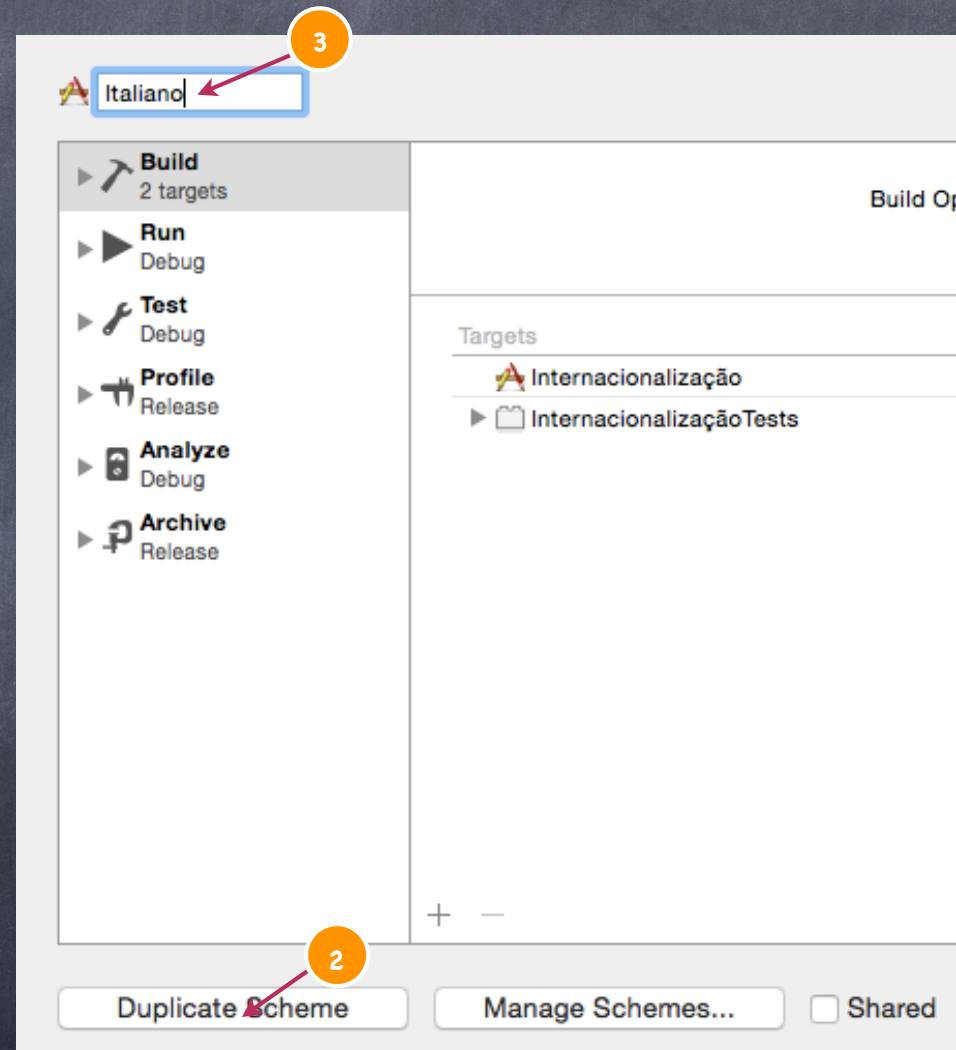 3
Italiano
Build
2 targets
Run
Debug
Test
Debug
Profile
Release
Analyze
Debug
Archive
Release
Build Op
Targets
Internacionalização
InternacionalizaçãoTests
2
Duplicate Scheme
Manage Schemes...
Shared